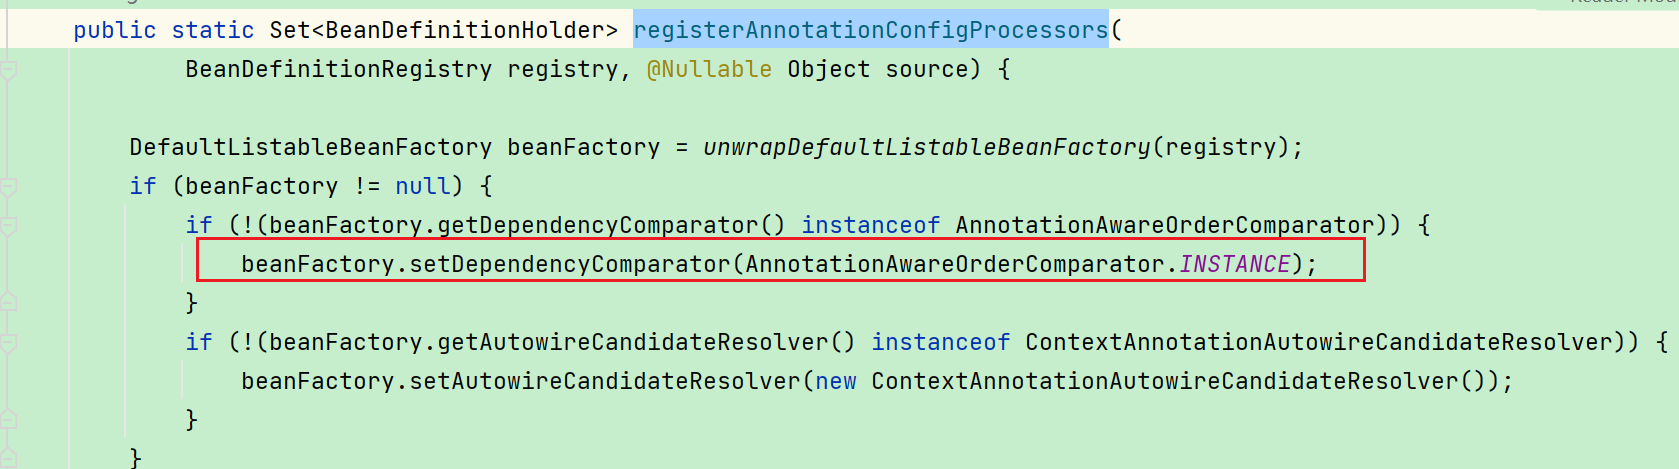 public static Set<BeanDefinitionHolder> registerAnnotationConfigProcessors(
BeanDefinitionRegistry registry, @Nullable Object source) {
DefaultListableBeanFactory beanFactory = unwrapDefaultListableBeanFactory(registry);
if (beanFactory != null) {
if (!(beanFactory.getDependencyComparator() instanceof AnnotationAwareOrderComparator)) {
beanFactory.setDependencyComparator(AnnotationAwareOrderComparator.INSTANCE);
}
if (!(beanFactory.getAutowireCandidateResolver() instanceof ContextAnnotationAutowireCandidateResolver)) {
beanFactory.setAutowireCandidateResolver(new ContextAnnotationAutowireCandidateResolver());
}
}